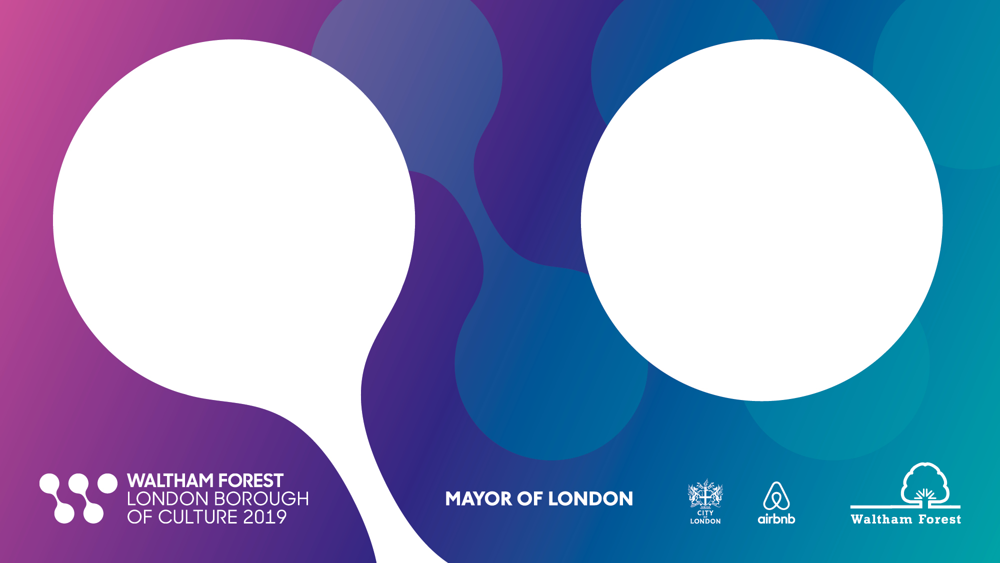 WALTHAM FOREST
LONDON BOROUGH
OF CULTURE 2019
MAYOR OF LONDON
CITY
OF
LONDON
airbnb
Waltham Forest